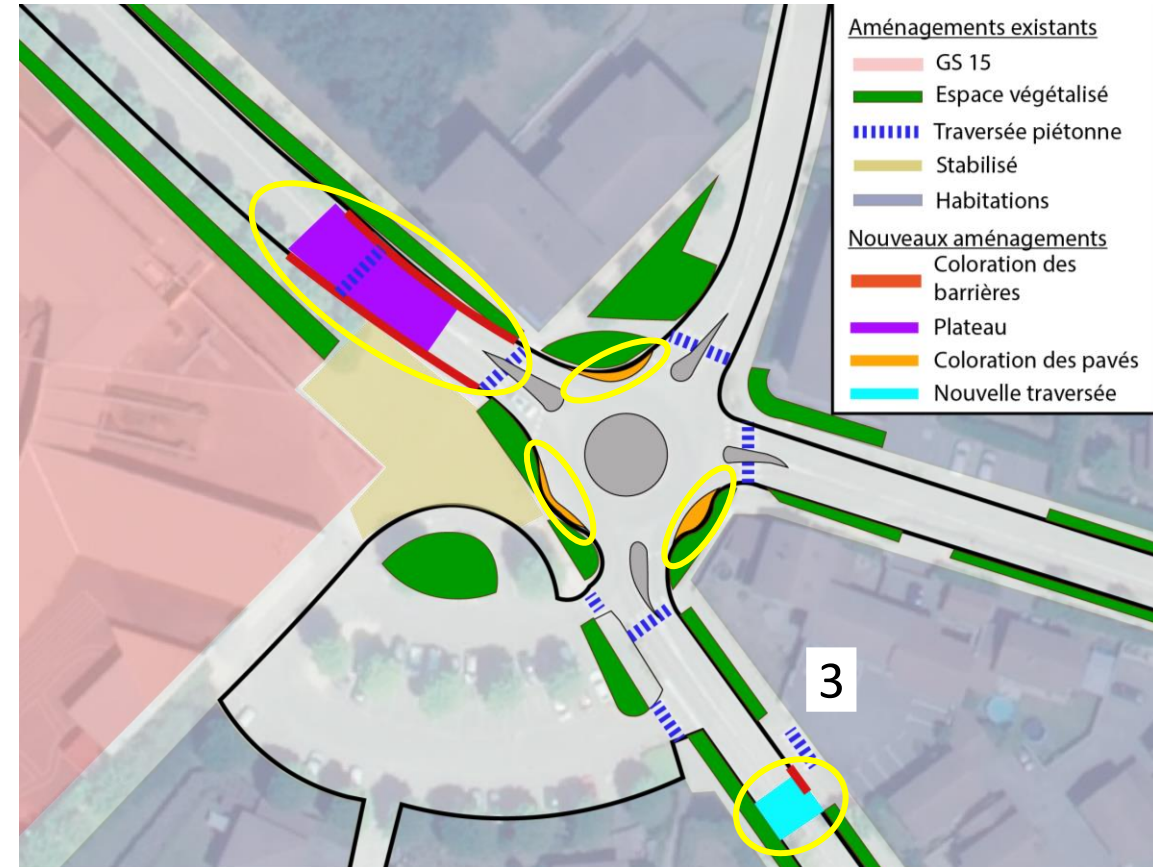 Aménagements existants
GS 15
Espace végétalisé
Traversée piétonne
Stabilisé
Habitations
Nouveaux aménagements
Coloration des
barrières
Plateau
Coloration des pavés
Nouvelle traversée
3